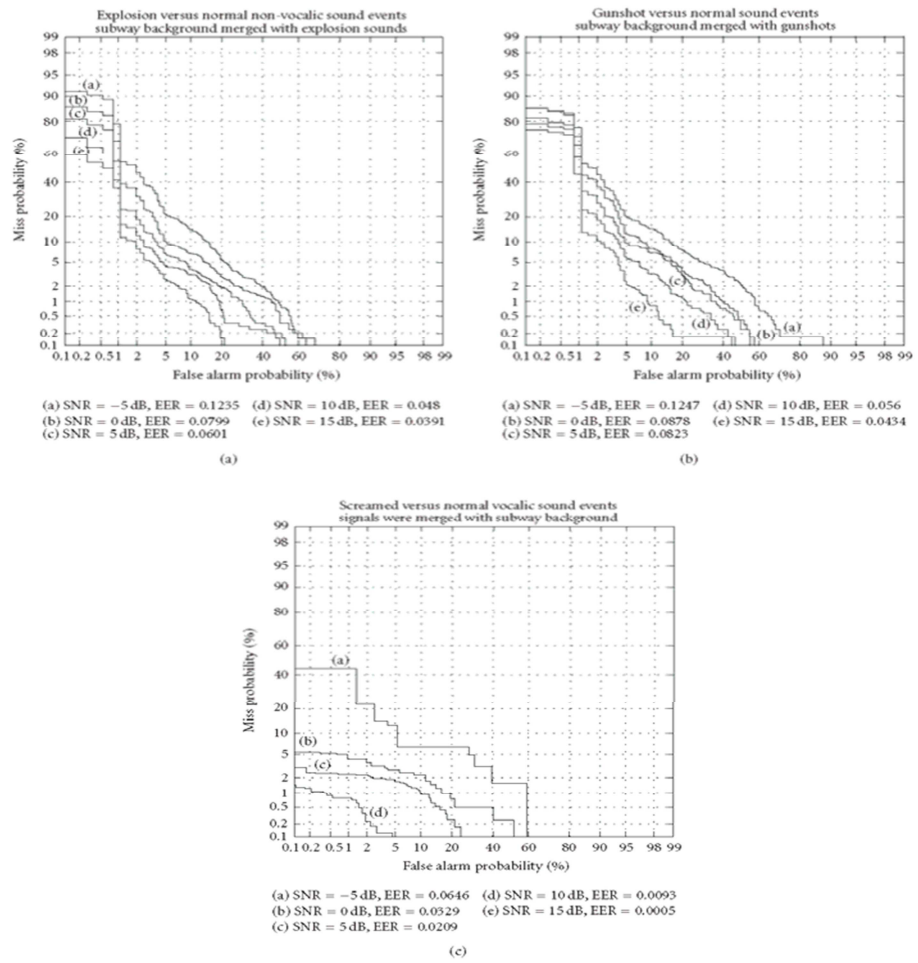 Explosion versus normal non-vocalic sound events
subway background merged with explosion sounds
99
98
95
90
80
60
40
20
10
5
2
1
0.5
0.2
0.1
Miss probability (%)
(a)
(b)
(c)
(d)
(e)
0.1 0.2 0.5 1 2 5 10 20 40 60 80 90 95 98 99
False alarm probability (%)
(a) SNR = −5 dB, EER = 0.1235 (d) SNR = 10 dB, EER = 0.048
(b) SNR = 0 dB, EER = 0.0799 (e) SNR = 15 dB, EER = 0.0391
(c) SNR = 5 dB, EER = 0.0601
(a)
Gunshot versus normal sound events
subway background merged with gunshots
99
98
95
90
80
60
40
20
10
5
2
1
0.5
0.2
0.1
Miss probability (%)
(c)
(e)
(d)
(a)
(b)
0.1 0.2 0.5 1 2 5 10 20 40 60 80 90 95 98 99
False alarm probability (%)
(a) SNR = −5 dB, EER = 0.1247 (d) SNR = 10 dB, EER = 0.056
(b) SNR = 0 dB, EER = 0.0878 (e) SNR = 15 dB, EER = 0.0434
(c) SNR = 5 dB, EER = 0.0823
(b)
Screamed versus normal vocalic sound events
signals were merged with subway background
99
98
95
90
80
60
40
20
10
5
2
1
0.5
0.2
0.1
Miss probability (%)
(a)
(b)
(c)
(d)
0.1 0.2 0.5 1 2 5 10 20 40 60 80 90 95 98 99
False alarm probability (%)
(a) SNR = −5 dB, EER = 0.0646 (d) SNR = 10 dB, EER = 0.0093
(b) SNR = 0 dB, EER = 0.0329 (e) SNR = 15 dB, EER = 0.0005
(c) SNR = 5 dB, EER = 0.0209
(c)